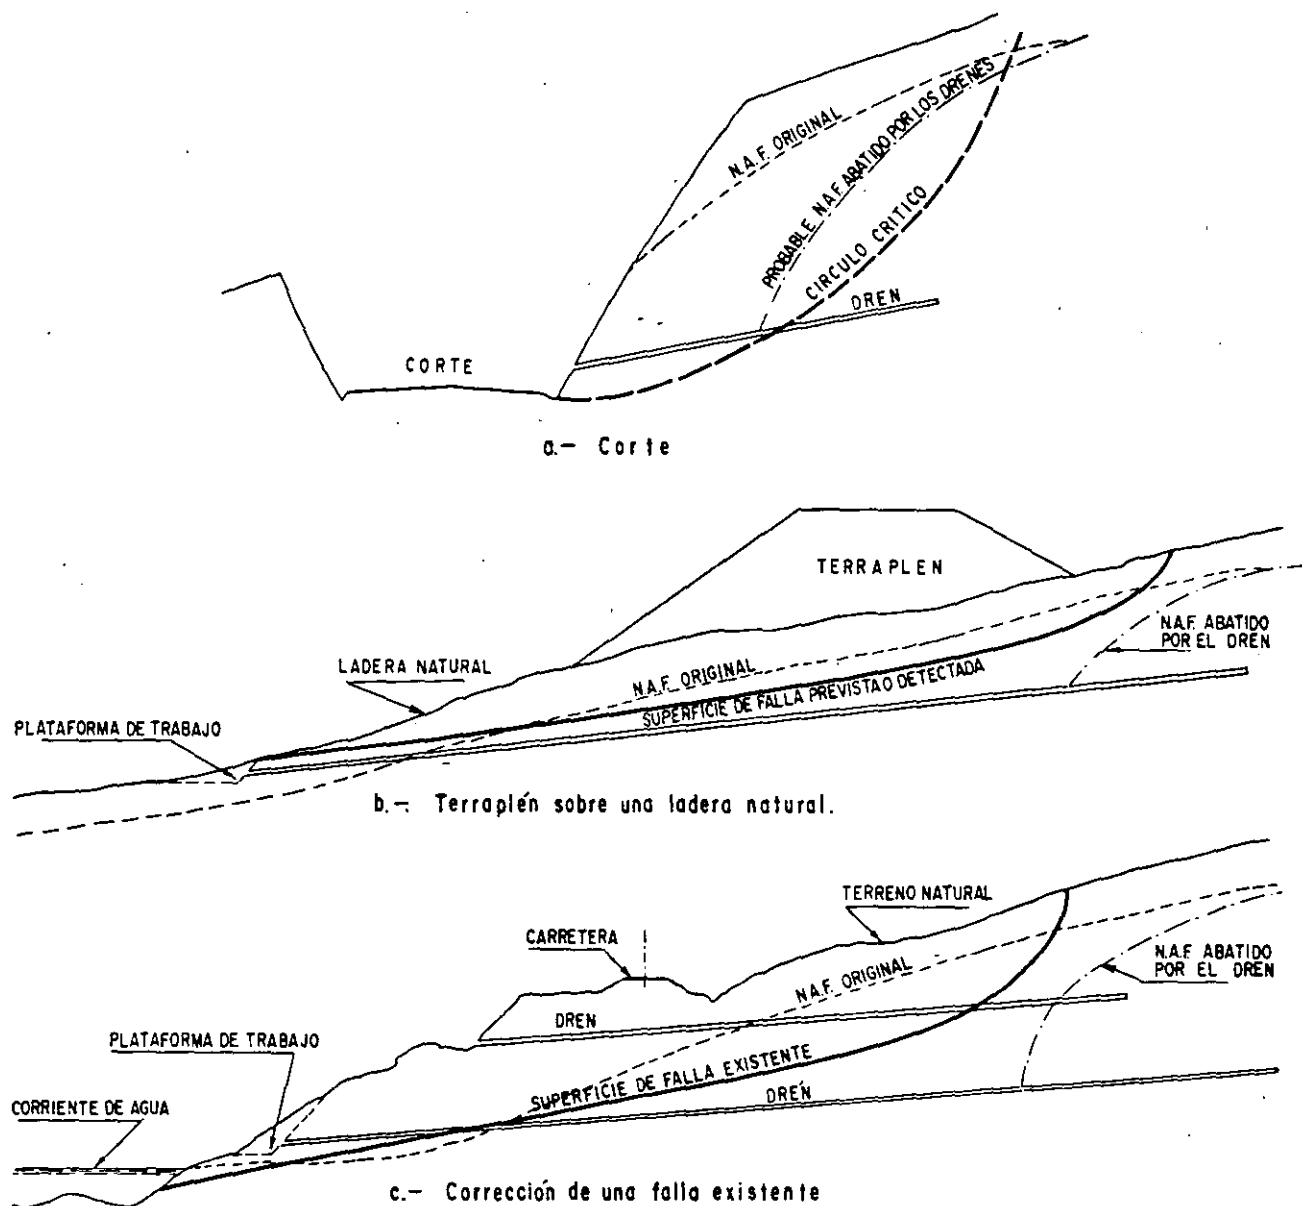 N.A.F. ORIGINAL
PROBABLE N.A.F. ABATIDO POR LOS DRENES
CIRCULO CRITICO
DREN
CORTE
a.- Corte
TERRAPLEN
N.A.F. ABATIDO
POR EL DREN
LADERA NATURAL
N.A.F. ORIGINAL
SUPERFICIE DE FALLA PREVISTA O DETECTADA
PLATAFORMA DE TRABAJO
b.-. Terraplén sobre una ladera natural.
TERRENO NATURAL
CARRETERA
N.A.F. ORIGINAL
N.A.F. ABATIDO
POR EL DREN
DREN
PLATAFORMA DE TRABAJO
SUPERFICIE DE FALLA EXISTENTE
DREN
CORRIENTE DE AGUA
c.- Corrección de una falla existente